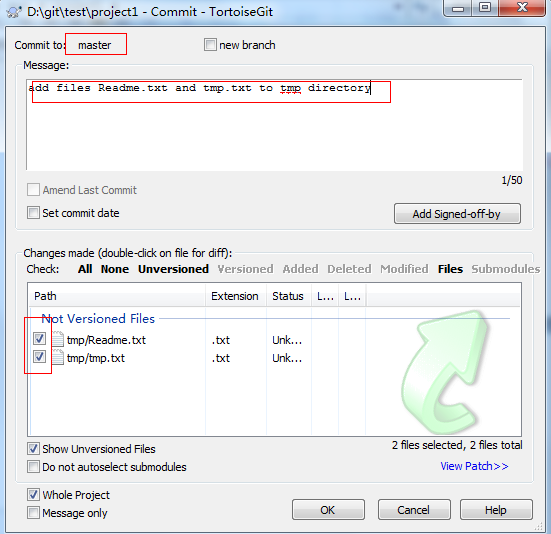 D:\git\test\project1 - Commit - TortoiseGit
Commit to: master
new branch
Message:
add files Readme.txt and tmp.txt to tmp directory
1/50
Amend Last Commit
Set commit date
Add Signed-off-by
Changes made (double-click on file for diff):
Check: All None Unversioned Versioned Added Deleted Modified Files Submodules
Path Extension Status L... L...
Not Versioned Files
tmp/Readme.txt .txt Unk...
tmp/tmp.txt .txt Unk...
Show Unversioned Files
2 files selected, 2 files total
Do not autoselect submodules
View Patch>>
Whole Project
Message only
OK
Cancel
Help